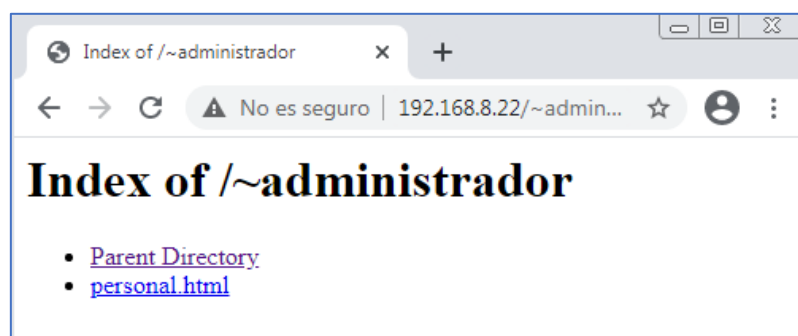 Index of /~administrador
No es seguro | 192.168.8.22/~admin...
Index of /~administrador
Parent Directory
personal.html